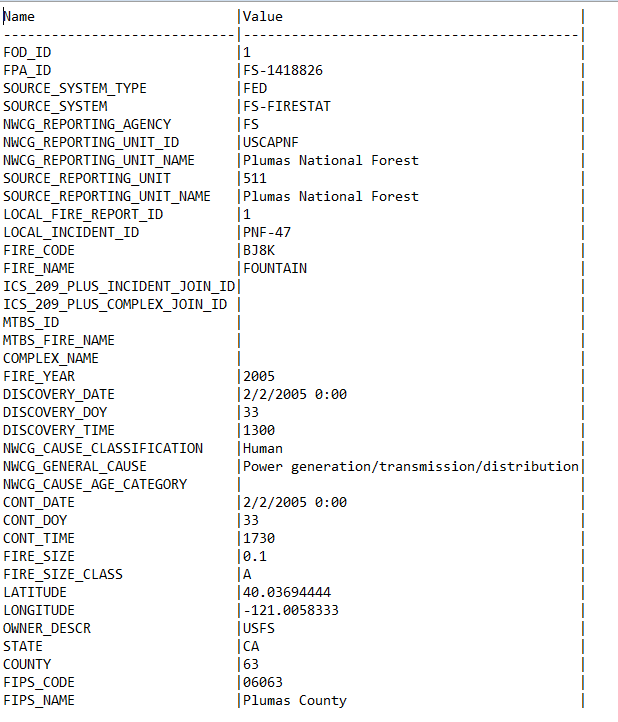 Name                         |Value                                    |
-----------------------------|-----------------------------------------|
FOD_ID                       |1                                        |
FPA_ID                       |FS-1418826                               |
SOURCE_SYSTEM_TYPE           |FED                                      |
SOURCE_SYSTEM                |FS-FIRESTAT                              |
NWCG_REPORTING_AGENCY        |FS                                       |
NWCG_REPORTING_UNIT_ID       |USCAPNF                                  |
NWCG_REPORTING_UNIT_NAME     |Plumas National Forest                   |
SOURCE_REPORTING_UNIT        |511                                      |
SOURCE_REPORTING_UNIT_NAME   |Plumas National Forest                   |
LOCAL_FIRE_REPORT_ID         |1                                        |
LOCAL_INCIDENT_ID            |PNF-47                                   |
FIRE_CODE                    |BJ8K                                     |
FIRE_NAME                    |FOUNTAIN                                 |
ICS_209_PLUS_INCIDENT_JOIN_ID|                                         |
ICS_209_PLUS_COMPLEX_JOIN_ID |                                         |
MTBS_ID                      |                                         |
MTBS_FIRE_NAME               |                                         |
COMPLEX_NAME                 |                                         |
FIRE_YEAR                    |2005                                     |
DISCOVERY_DATE               |2/2/2005 0:00                            |
DISCOVERY_DOY                |33                                       |
DISCOVERY_TIME               |1300                                     |
NWCG_CAUSE_CLASSIFICATION    |Human                                    |
NWCG_GENERAL_CAUSE           |Power generation/transmission/distribution|
NWCG_CAUSE_AGE_CATEGORY      |                                         |
CONT_DATE                    |2/2/2005 0:00                            |
CONT_DOY                     |33                                       |
CONT_TIME                    |1730                                     |
FIRE_SIZE                    |0.1                                      |
FIRE_SIZE_CLASS              |A                                        |
LATITUDE                     |40.03694444                              |
LONGITUDE                    |-121.0058333                             |
OWNER_DESCR                  |USFS                                     |
STATE                        |CA                                       |
COUNTY                       |63                                       |
FIPS_CODE                    |06063                                    |
FIPS_NAME                    |Plumas County                            |